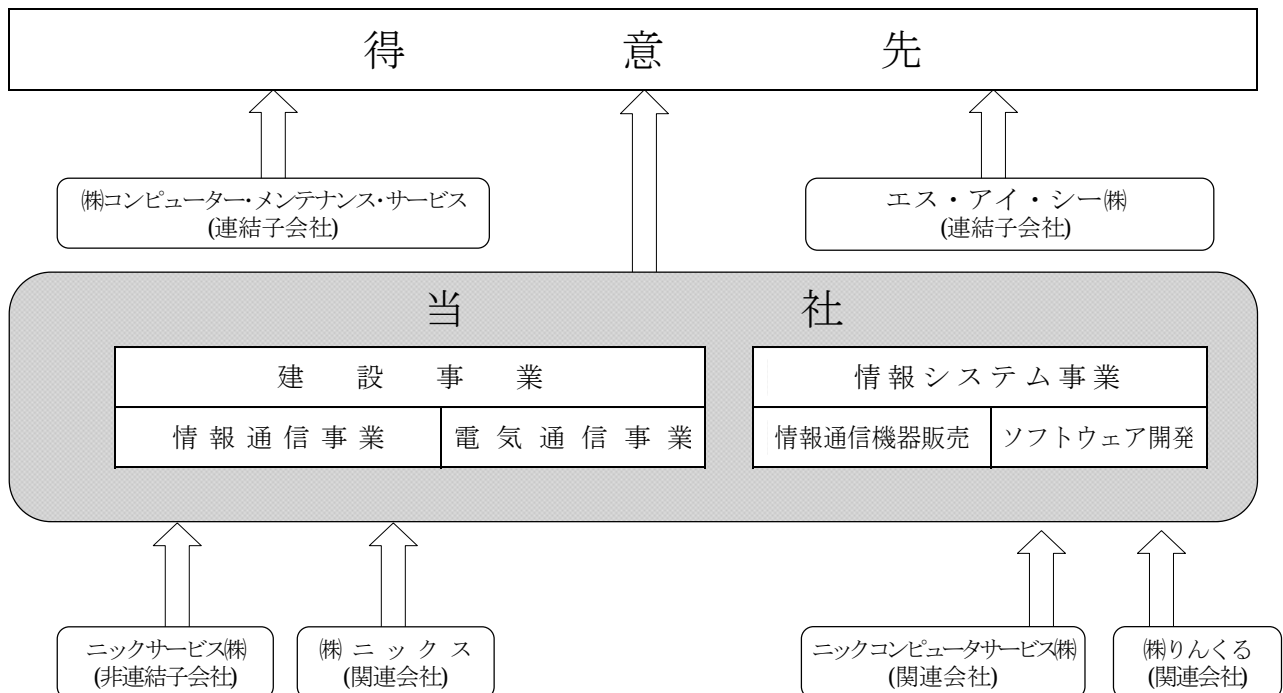 得意先
㈱コンピューター・メンテナンス・サービス
(連結子会社)
エス・アイ・シー㈱
(連結子会社)
当社
建設事業
情報システム事業
情報通信事業
電気通信事業
情報通信機器販売
ソフトウェア開発
ニックサービス㈱
(非連結子会社)
㈱ニックス
(関連会社)
ニックコンピュータサービス㈱
(関連会社)
㈱りんくる
(関連会社)